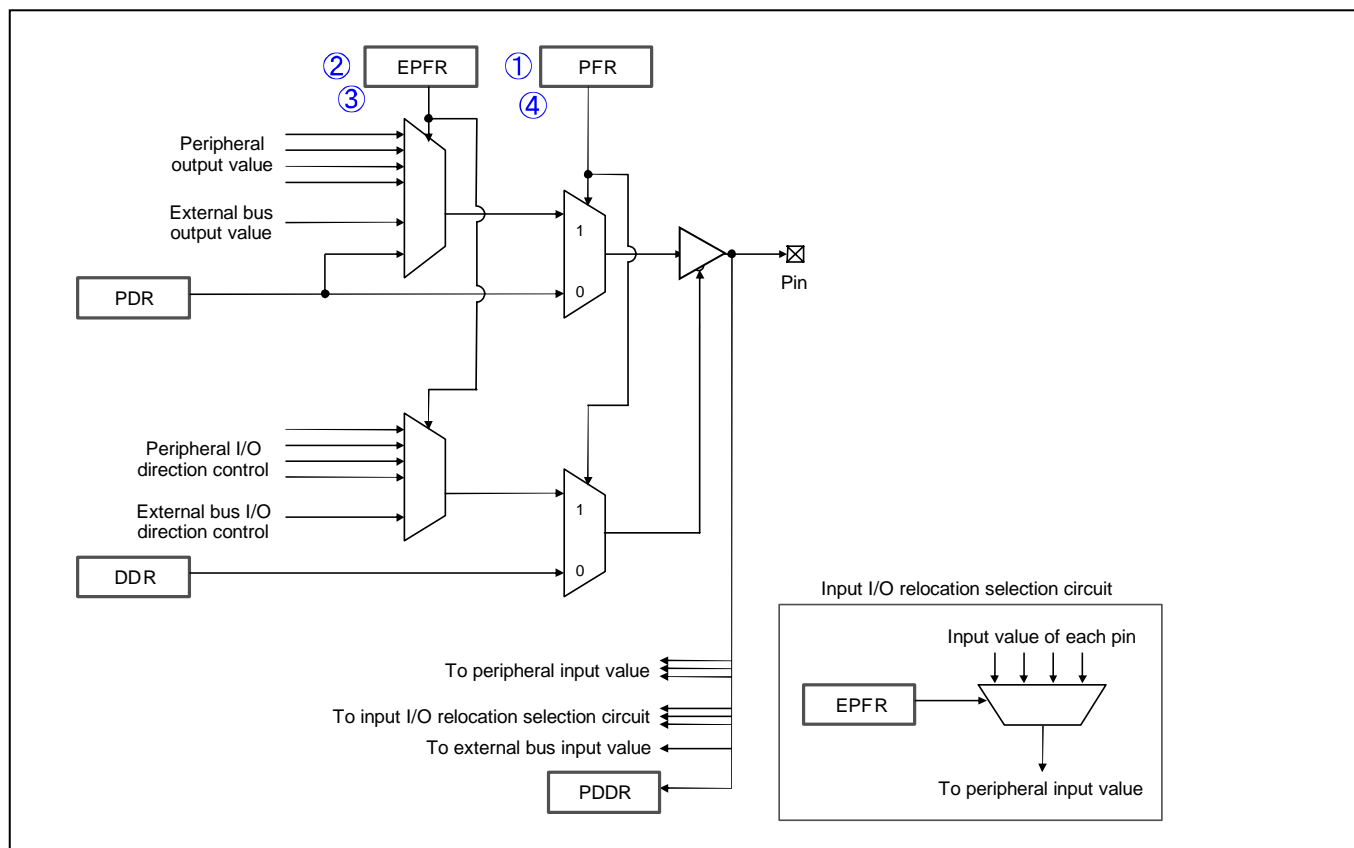 ② EPFR
③
① PFR
④
Peripheral
output value
External bus
output value
PDR
1
0
Pin
Peripheral I/O
direction control
External bus I/O
direction control
DDR
1
0
To peripheral input value
To input I/O relocation selection circuit
To external bus input value
PDDR
Input I/O relocation selection circuit
Input value of each pin
EPFR
To peripheral input value